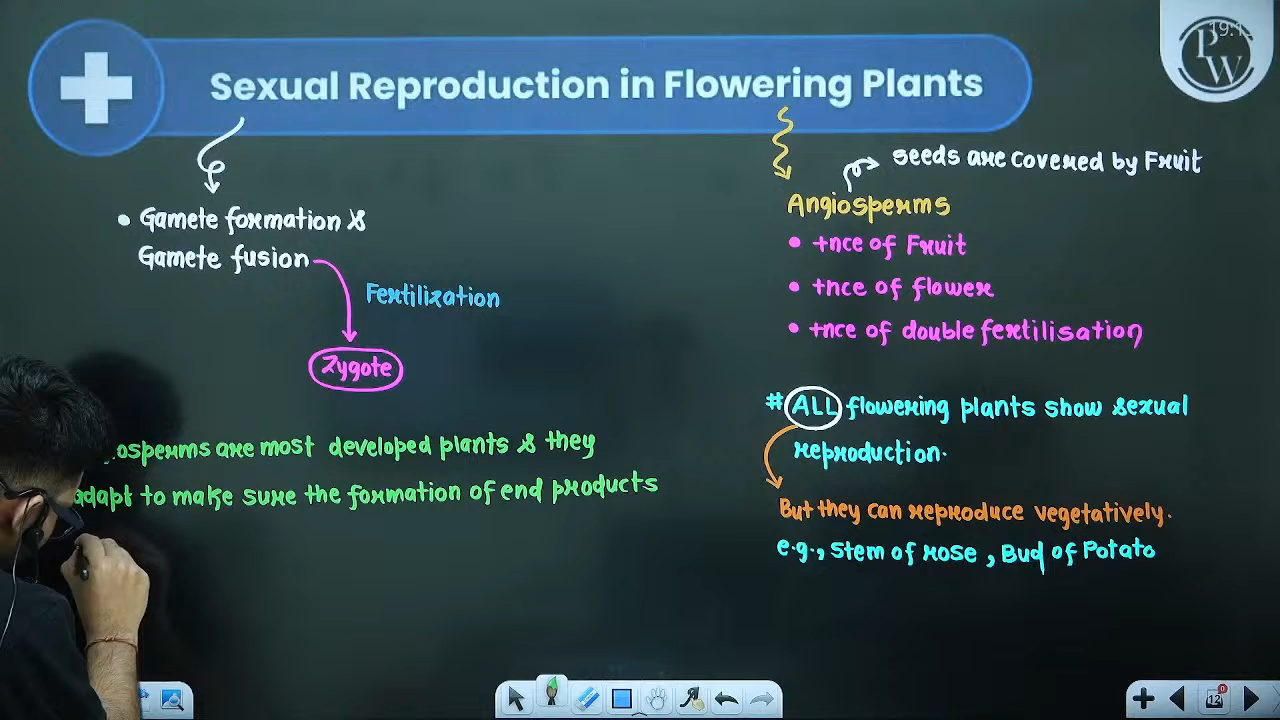 Sexual Reproduction in Flowering Plants
PW
• Gamete formation &
Gamete fusion
Fertilization
Zygote
seeds are covered by Fruit
Angiosperms
• +nce of Fruit
• +nce of flower
• +nce of double fertilisation
# ALL flowering plants show sexual
reproduction.
But they can reproduce vegetatively.
e.g., Stem of rose, Bud of Potato
are most developed plants & they
adapt to make sure the formation of end products
12